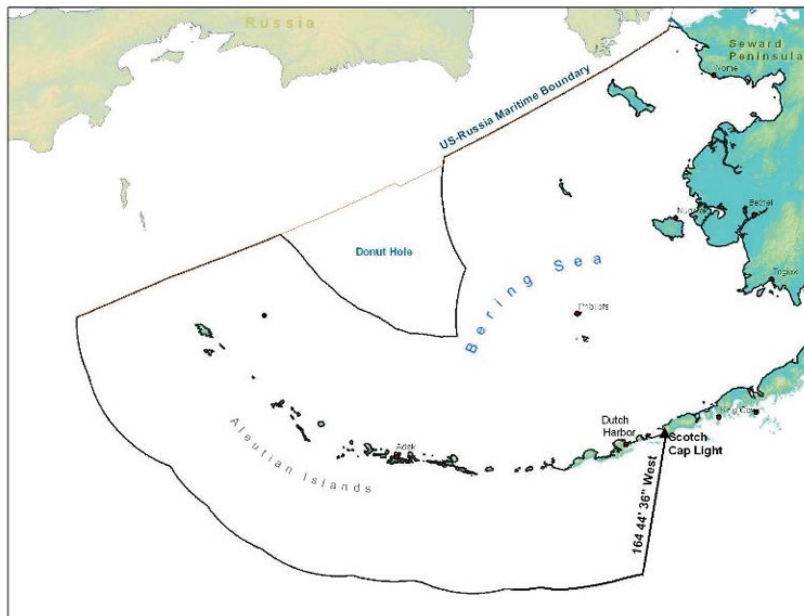 Russia
Seward
Peninsula
Nome
US-Russia Maritime Boundary
Bethel
Donut Hole
Bering Sea
Togiak
Pribilofs
Dutch
Harbor
Adak
Scotch
Cap Light
Aleutian Islands
164 44' 36" West